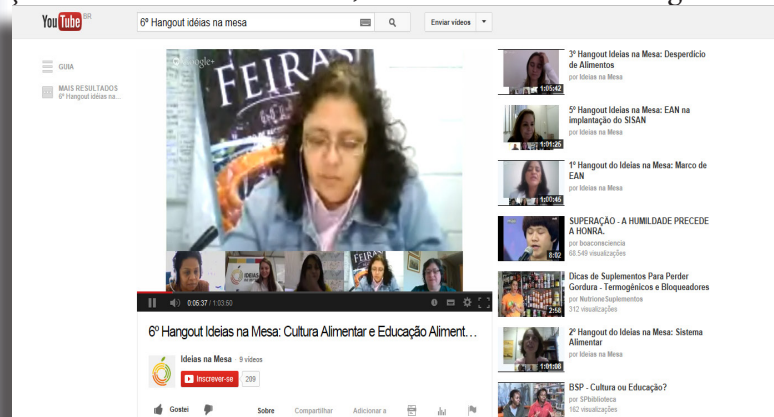 YouTube BR
6º Hangout idéias na mesa
Enviar vídeos
GUIA
MAIS RESULTADOS
6º Hangout idéias na...
Google+
FEIRAS
IDEIAS
FEIRAS
0:05:37 / 1:03:50
6º Hangout Ideias na Mesa: Cultura Alimentar e Educação Aliment...
Ideias na Mesa · 9 vídeos
Inscrever-se 209
Gostei
Sobre Compartilhar Adicionar a
1:05:42
3º Hangout Ideias na Mesa: Desperdício
de Alimentos
por Ideias na Mesa
1:01:25
5º Hangout Ideias na Mesa: EAN na
implantação do SISAN
por Ideias na Mesa
1:00:45
1º Hangout do Ideias na Mesa: Marco de
EAN
por Ideias na Mesa
8:02
SUPERAÇÃO - A HUMILDADE PRECEDE
A HONRA.
por boaconsciencia
68.549 visualizações
2:58
Dicas de Suplementos Para Perder
Gordura - Termogênicos e Bloqueadores
por NutrioneSuplementos
312 visualizações
1:01:08
2º Hangout do Ideias na Mesa: Sistema
Alimentar
por Ideias na Mesa
BSP - Cultura ou Educação?
por SPbiblioteca
162 visualizações